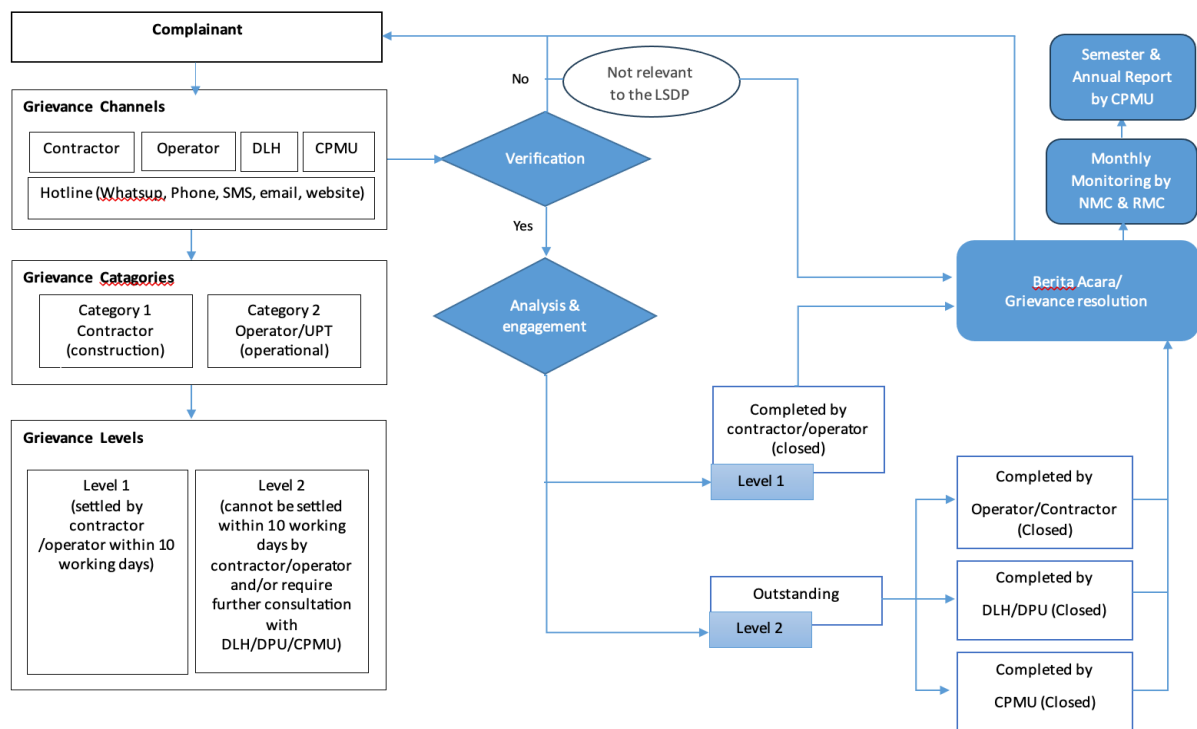 Complainant
Grievance Channels
Contractor
Operator
DLH
CPMU
Hotline (Whatsup, Phone, SMS, email, website)
Grievance Catagories
Category 1
Contractor
(construction)
Category 2
Operator/UPT
(operational)
Grievance Levels
Level 1
(settled by
contractor
/operator within 10
working days)
Level 2
(cannot be settled
within 10 working
days by
contractor/operator
and/or require
further consultation
with
DLH/DPU/CPMU)
No
Not relevant
to the LSDP
Verification
Yes
Analysis &
engagement
Completed by
contractor/operator
(closed)
Level 1
Outstanding
Level 2
Completed by
Operator/Contractor
(Closed)
Completed by
DLH/DPU (Closed)
Completed by
CPMU (Closed)
Berita Acara/
Grievance resolution
Monthly
Monitoring by
NMC & RMC
Semester &
Annual Report
by CPMU